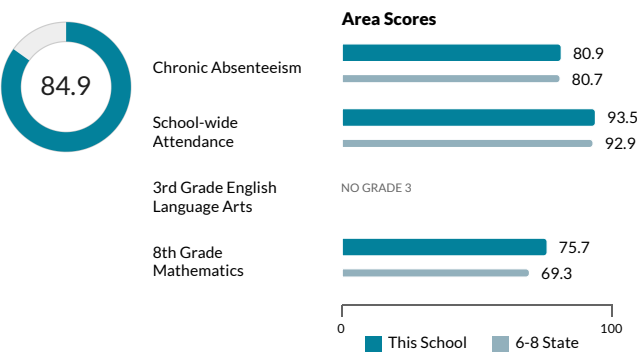 84.9
Area Scores
Chronic Absenteeism
80.9
80.7
School-wide
Attendance
93.5
92.9
3rd Grade English
Language Arts
NO GRADE 3
8th Grade
Mathematics
75.7
69.3
0
100
This School
6-8 State